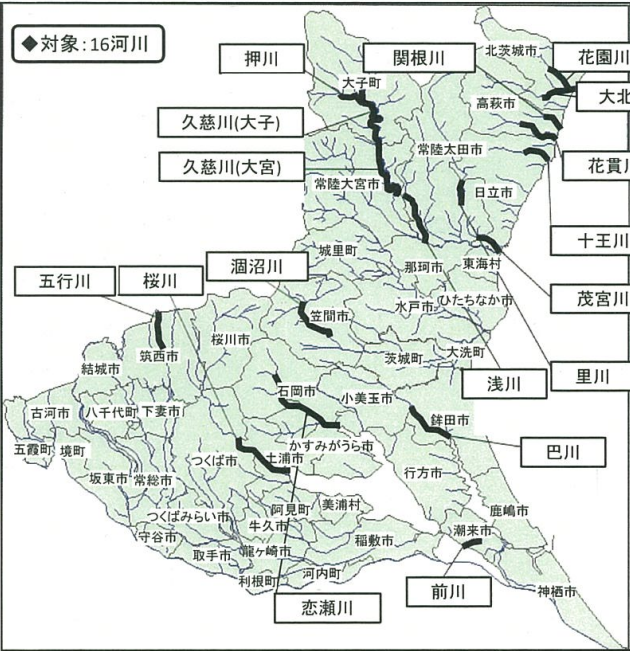 ◆対象：16河川
押川
関根川
北茨城市
花園川
大子町
大北
高萩市
久慈川(大子)
常陸太田市
久慈川(大宮)
花貫
常陸大宮市
日立市
十王川
城里町
涸沼川
那珂市
東海村
五行川
桜川
茂宮川
水戸市
ひたちなか市
笠間市
桜川市
筑西市
茨城町
大洗町
浅川
里川
結城市
石岡市
小美玉市
古河市
八千代町
下妻市
鉾田市
五霞町
境町
かすみがうら市
巴川
つくば市
土浦市
行方市
坂東市
常総市
美浦村
阿見町
鹿嶋市
つくばみらい市
牛久市
潮来市
守谷市
稲敷市
取手市
龍ヶ崎市
利根町
河内町
前川
神栖市
恋瀬川